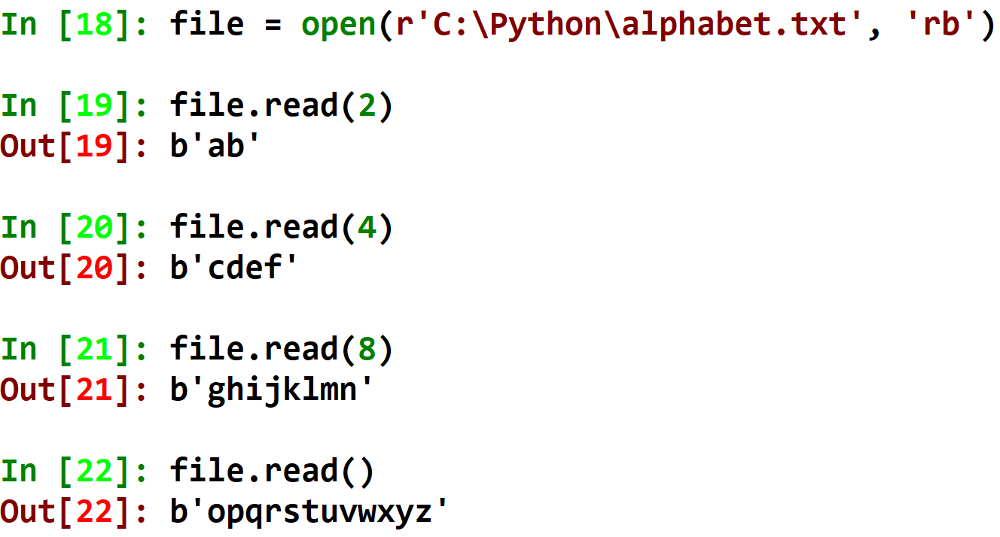 In [18]: file = open(r'C:\Python\alphabet.txt', 'rb')
In [19]: file.read(2)
Out[19]: b'ab'
In [20]: file.read(4)
Out[20]: b'cdef'
In [21]: file.read(8)
Out[21]: b'ghijklmn'
In [22]: file.read()
Out[22]: b'opqrstuvwxyz'